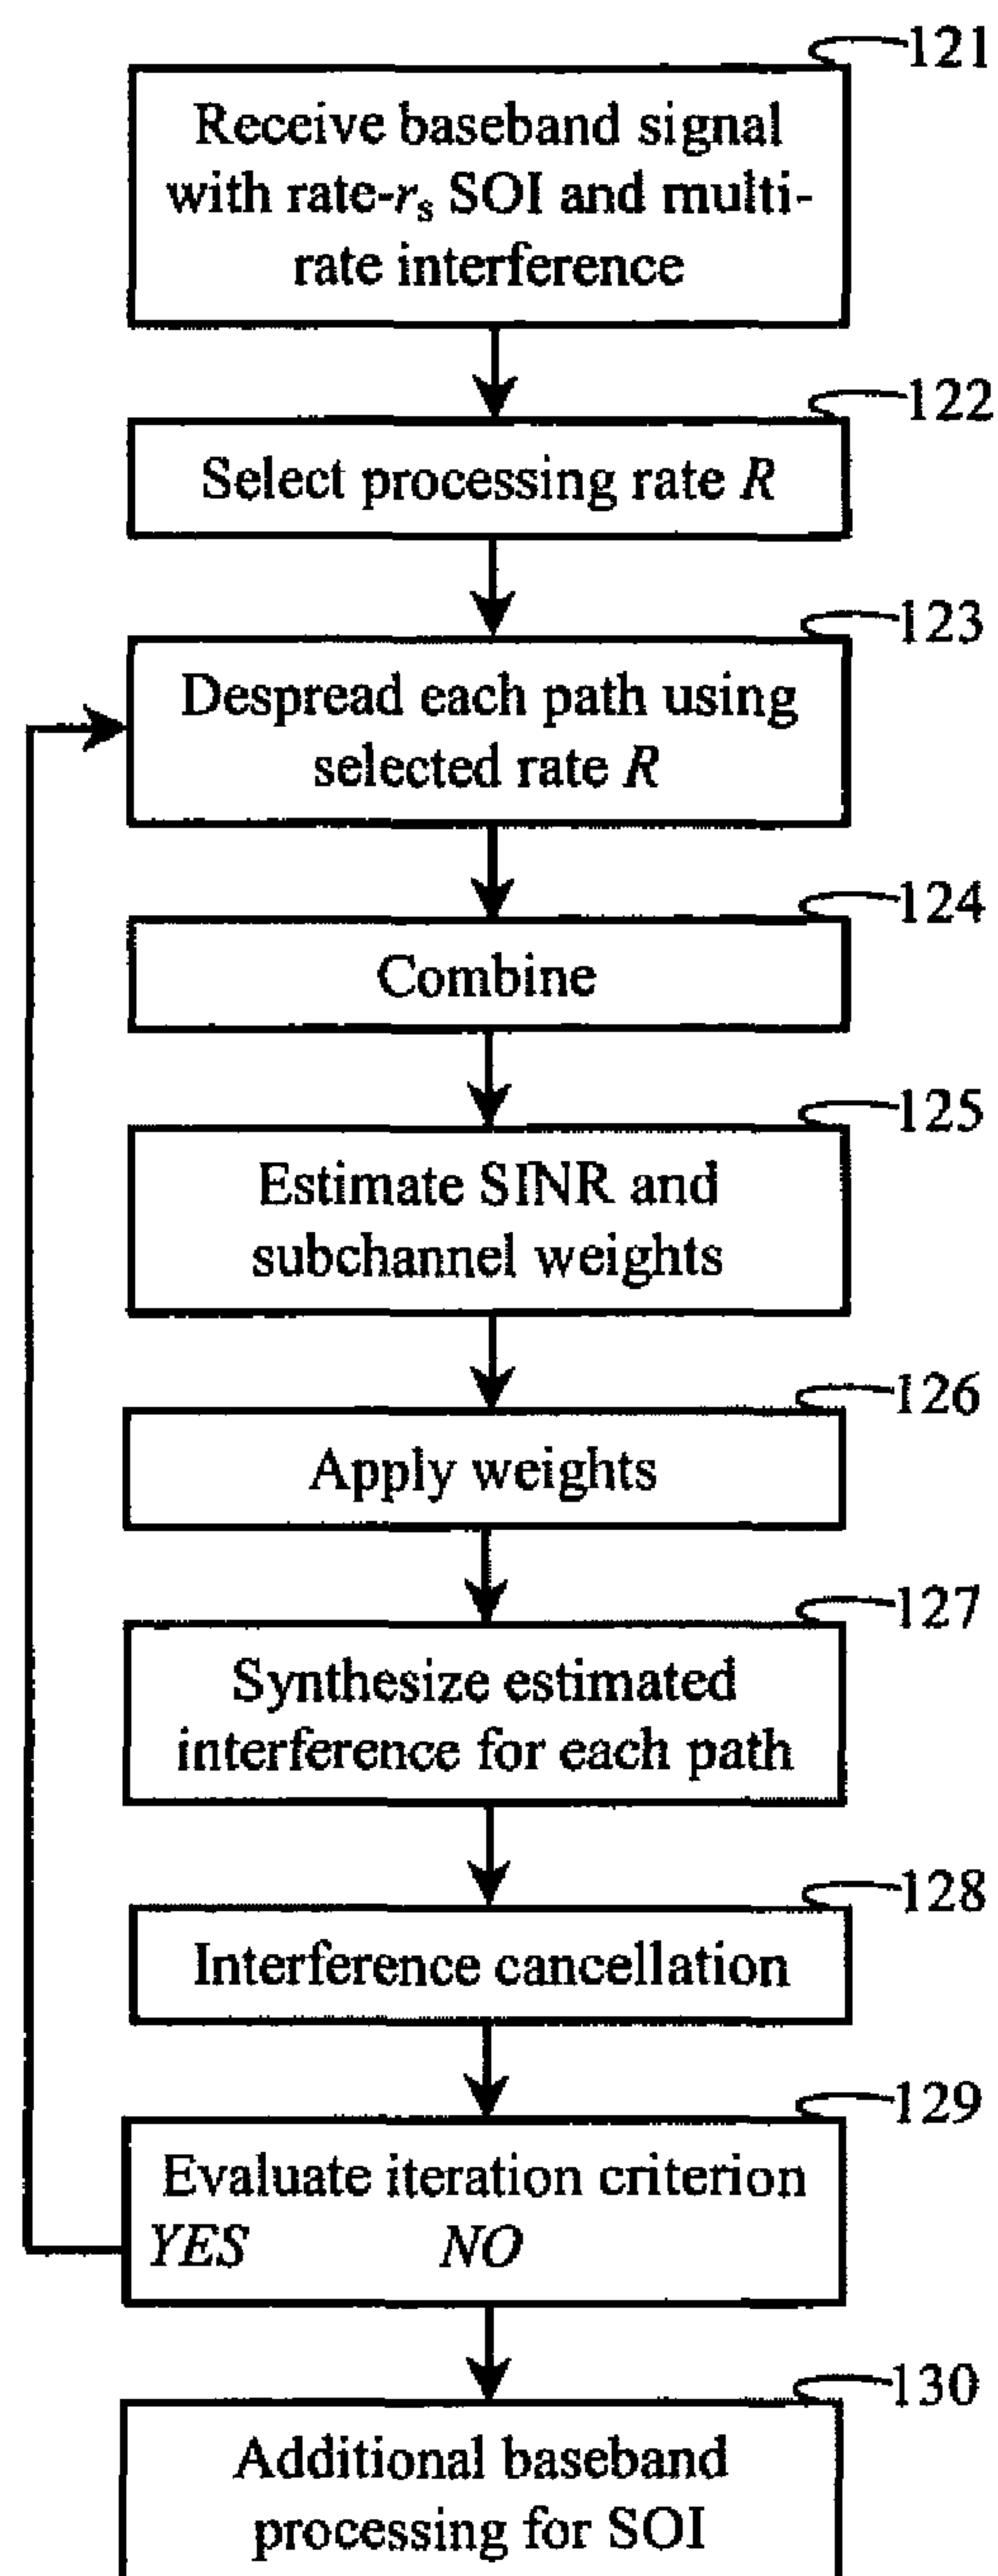 121
Receive baseband signal
with rate-rs SOI and multi-
rate interference
122
Select processing rate R
123
Despread each path using
selected rate R
124
Combine
125
Estimate SINR and
subchannel weights
126
Apply weights
127
Synthesize estimated
interference for each path
128
Interference cancellation
129
Evaluate iteration criterion
YES NO
130
Additional baseband
processing for SOI